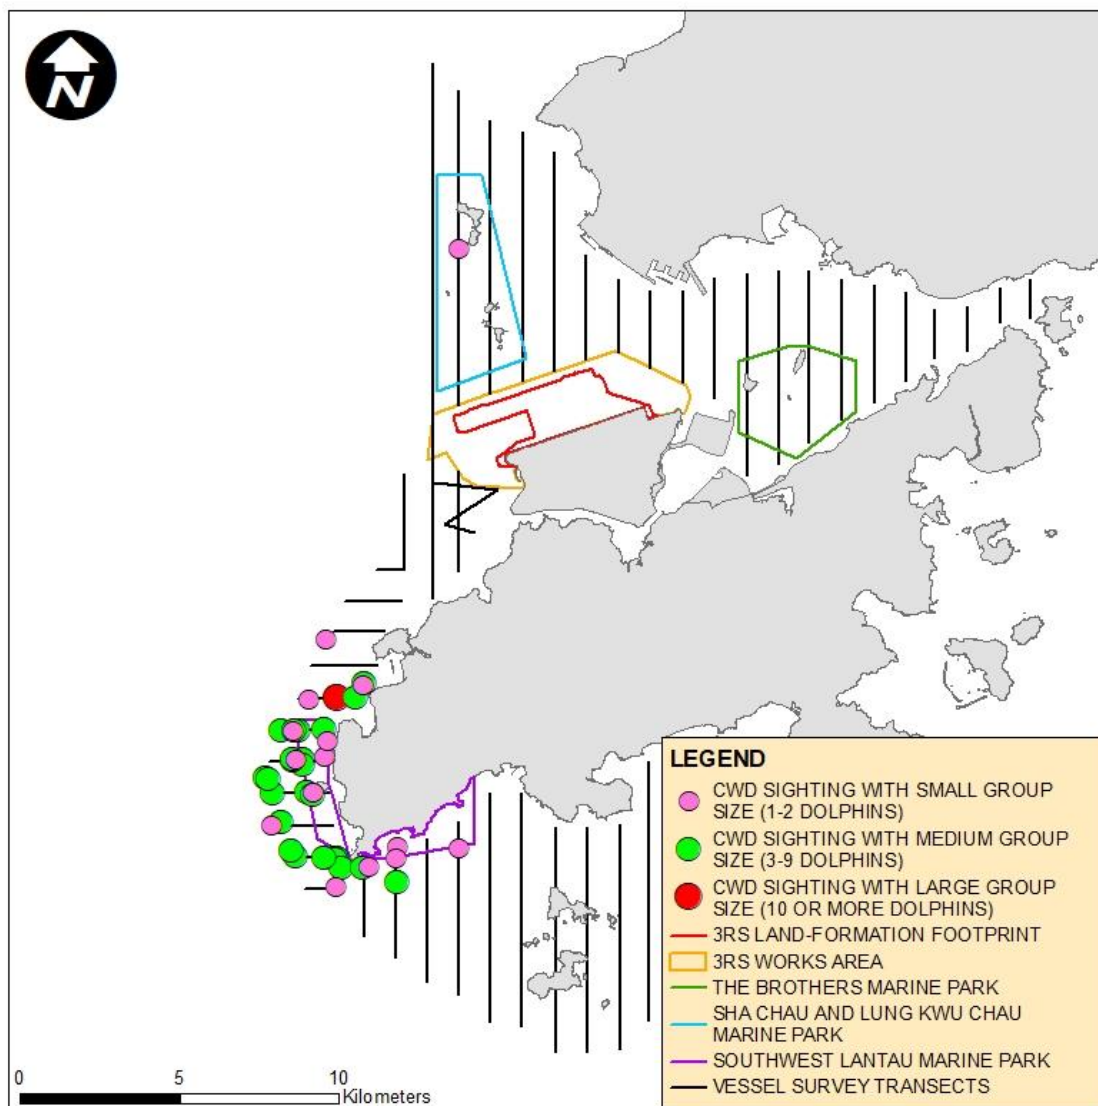 N
LEGEND
CWD SIGHTING WITH SMALL GROUP
SIZE (1-2 DOLPHINS)
CWD SIGHTING WITH MEDIUM GROUP
SIZE (3-9 DOLPHINS)
CWD SIGHTING WITH LARGE GROUP
SIZE (10 OR MORE DOLPHINS)
3RS LAND-FORMATION FOOTPRINT
3RS WORKS AREA
THE BROTHERS MARINE PARK
SHA CHAU AND LUNG KWU CHAU
MARINE PARK
SOUTHWEST LANTAU MARINE PARK
VESSEL SURVEY TRANSECTS
0 5 10
Kilometers